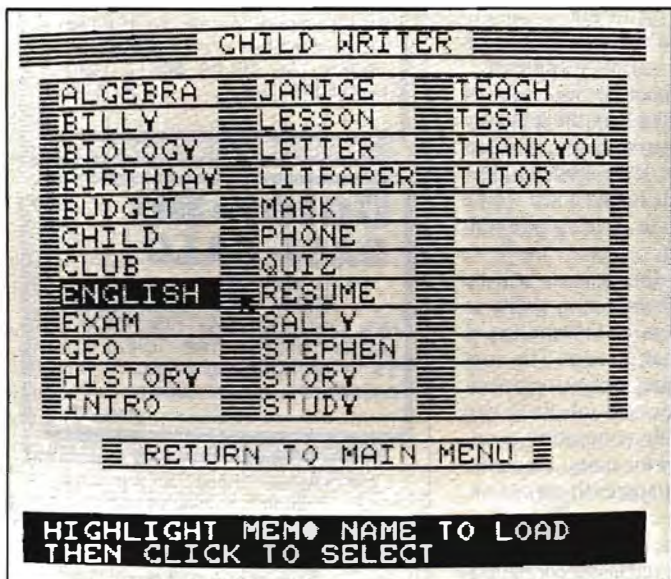 CHILD WRITER
ALGEBRA JANICE TEACH
BILLY LESSON TEST
BIOLOGY LETTER THANKYOU
BIRTHDAY LITPAPER TUTOR
BUDGET MARK
CHILD PHONE
CLUB QUIZ
ENGLISH RESUME
EXAM SALLY
GEO STEPHEN
HISTORY STORY
INTRO STUDY
RETURN TO MAIN MENU
HIGHLIGHT MEMO NAME TO LOAD
THEN CLICK TO SELECT